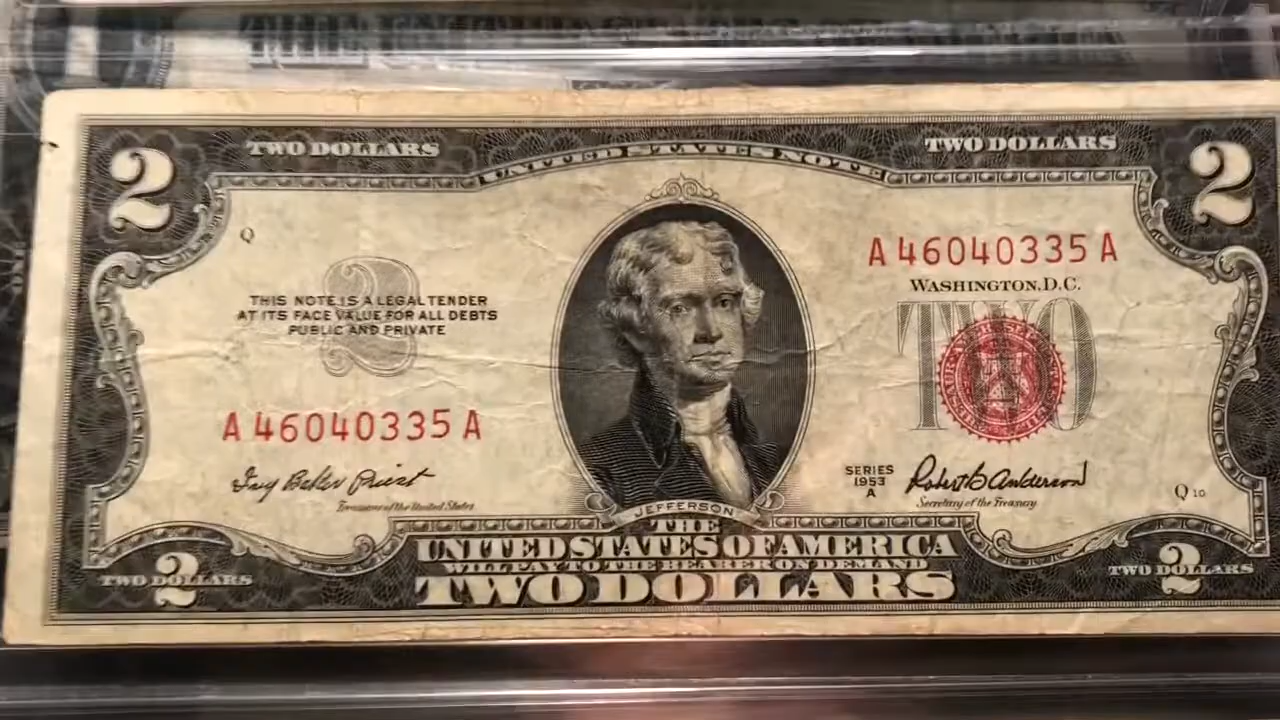 TWO DOLLARS
UNITED STATES NOTE
TWO DOLLARS
2
2
Q
A 46040335 A
WASHINGTON, D.C.
2
THIS NOTE IS A LEGAL TENDER
AT ITS FACE VALUE FOR ALL DEBTS
PUBLIC AND PRIVATE
TWO
A 46040335 A
Ivy Baker Priest
Treasurer of the United States
SERIES
1953
A
Robert B Anderson
Secretary of the Treasury
Q 10
JEFFERSON
THE
UNITED STATES OF AMERICA
WILL PAY TO THE BEARER ON DEMAND
TWO DOLLARS
2
TWO DOLLARS
2
TWO DOLLARS